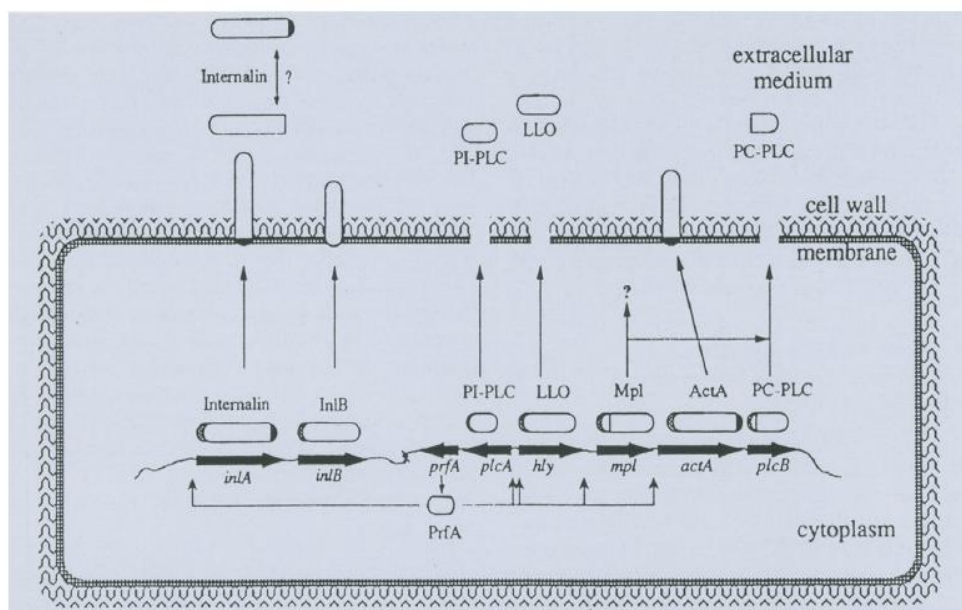 extracellular
medium
Internalin ?
LLO
PI-PLC
PC-PLC
cell wall
membrane
?
PI-PLC LLO Mpl ActA PC-PLC
Internalin InlB
prfA plcA hly mpl actA plcB
inlA inlB
PrfA
cytoplasm